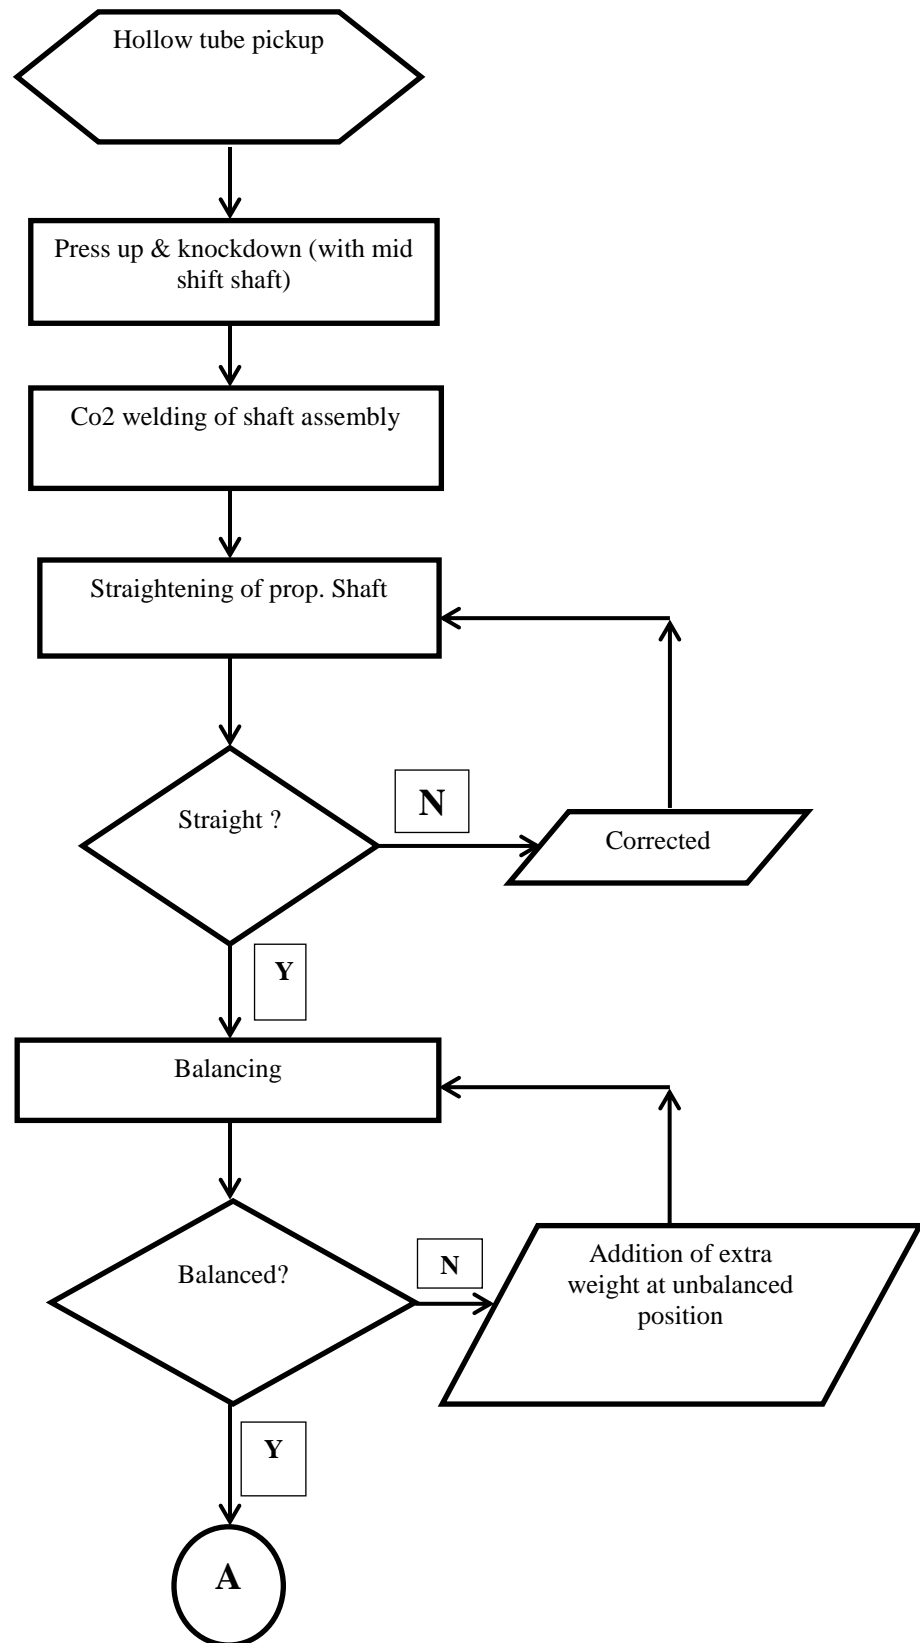 Hollow tube pickup
Press up & knockdown (with mid
shift shaft)
Co2 welding of shaft assembly
Straightening of prop. Shaft
Straight ?
N
Corrected
Y
Balancing
Balanced?
N
Addition of extra
weight at unbalanced
position
Y
A